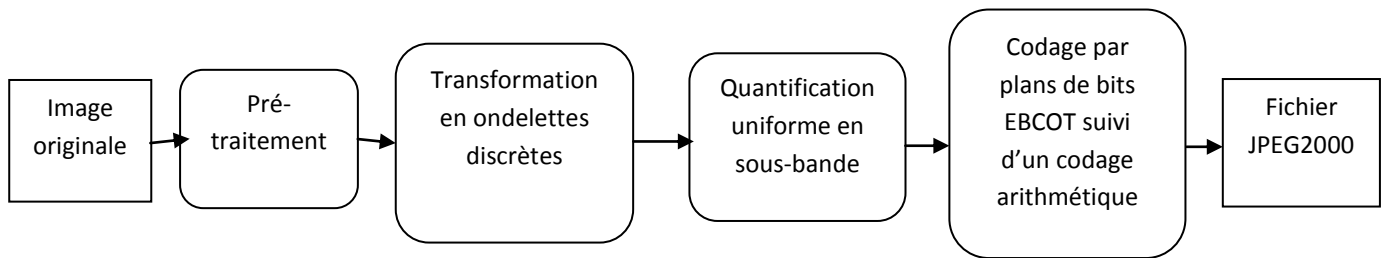 Image
originale
Pré-
traitement
Transformation
en ondelettes
discrètes
Quantification
uniforme en
sous-bande
Codage par
plans de bits
EBCOT suivi
d’un codage
arithmétique
Fichier
JPEG2000